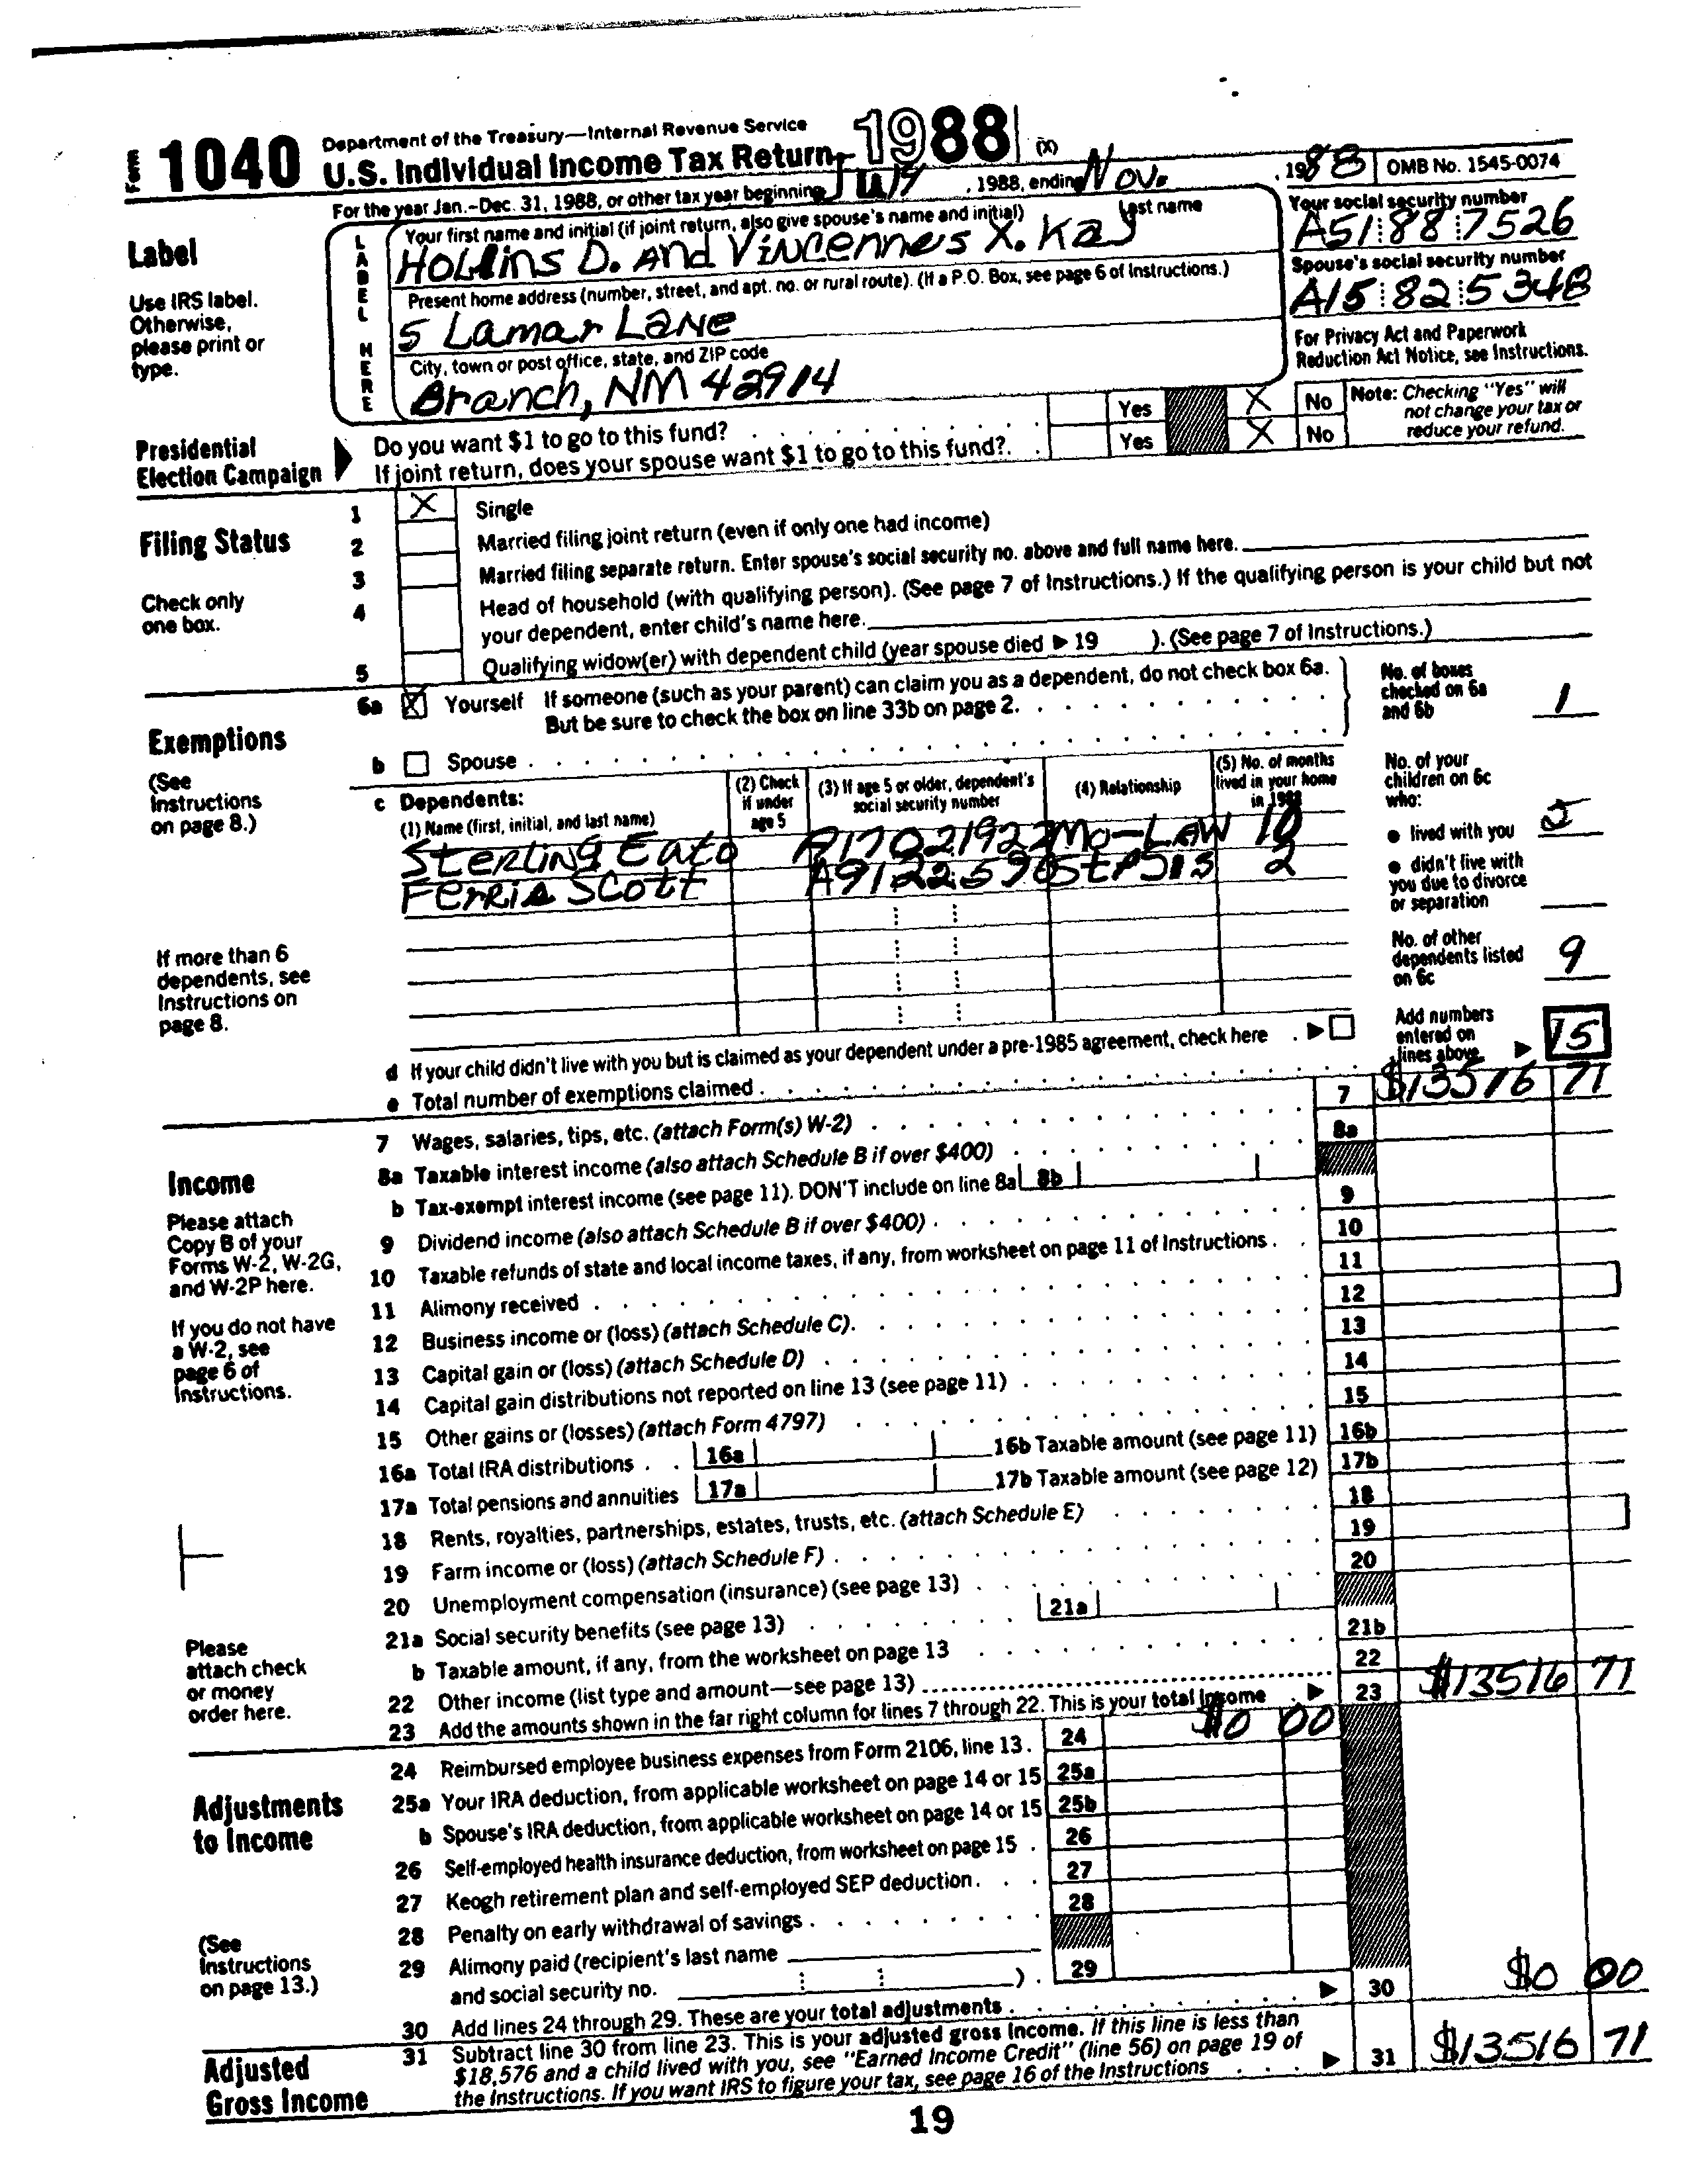 Form 1040 Department of the Treasury—Internal Revenue Service
U.S. Individual Income Tax Return 1988 (X)
For the year Jan.–Dec. 31, 1988, or other tax year beginning July , 1988, ending Nov. , 1988 OMB No. 1545-0074
Label
Use IRS label.
Otherwise,
please print or
type.
LABEL HERE
Your first name and initial (if joint return, also give spouse's name and initial) Last name
Hollins D. And Vincennes X. Kay
Your social security number
A51 88 7526
Present home address (number, street, and apt. no. or rural route). (If a P.O. Box, see page 6 of Instructions.)
5 Lamar Lane
Spouse's social security number
A15 82 5348
City, town or post office, state, and ZIP code
Branch, NM 42914
For Privacy Act and Paperwork
Reduction Act Notice, see Instructions.
Presidential
Election Campaign
Do you want $1 to go to this fund? Yes X No
If joint return, does your spouse want $1 to go to this fund? Yes X No
Note: Checking "Yes" will
not change your tax or
reduce your refund.
Filing Status
Check only
one box.
1 X Single
2 Married filing joint return (even if only one had income)
3 Married filing separate return. Enter spouse's social security no. above and full name here.
4 Head of household (with qualifying person). (See page 7 of Instructions.) If the qualifying person is your child but not
your dependent, enter child's name here.
5 Qualifying widow(er) with dependent child (year spouse died ▶ 19 ). (See page 7 of Instructions.)
Exemptions
(See
Instructions
on page 8.)
6a X Yourself If someone (such as your parent) can claim you as a dependent, do not check box 6a.
But be sure to check the box on line 33b on page 2.
b Spouse
No. of boxes
checked on 6a
and 6b 1
c Dependents:
(1) Name (first, initial, and last name)
(2) Check
if under
age 5
(3) If age 5 or older, dependent's
social security number
(4) Relationship
(5) No. of months
lived in your home
in 1988
Sterling Eato A17021922 Mo-LAW 10
Ferris Scott
No. of your
children on 6c
who:
● lived with you 5
● didn't live with
you due to divorce
or separation
No. of other
dependents listed
on 6c 9
If more than 6
dependents, see
Instructions on
page 8.
d If your child didn't live with you but is claimed as your dependent under a pre-1985 agreement, check here ▶
e Total number of exemptions claimed
Add numbers
entered on
lines above ▶ 15
Income
Please attach
Copy B of your
Forms W-2, W-2G,
and W-2P here.
If you do not have
a W-2, see
page 6 of
Instructions.
Please
attach check
or money
order here.
7 Wages, salaries, tips, etc. (attach Form(s) W-2) 7 $13516 71
8a Taxable interest income (also attach Schedule B if over $400) 8a
b Tax-exempt interest income (see page 11). DON'T include on line 8a 8b
9 Dividend income (also attach Schedule B if over $400) 9
10 Taxable refunds of state and local income taxes, if any, from worksheet on page 11 of Instructions 10
11 Alimony received 11
12 Business income or (loss) (attach Schedule C) 12
13 Capital gain or (loss) (attach Schedule D) 13
14 Capital gain distributions not reported on line 13 (see page 11) 14
15 Other gains or (losses) (attach Form 4797) 15
16a Total IRA distributions 16a 16b Taxable amount (see page 11) 16b
17a Total pensions and annuities 17a 17b Taxable amount (see page 12) 17b
18 Rents, royalties, partnerships, estates, trusts, etc. (attach Schedule E) 18
19 Farm income or (loss) (attach Schedule F) 19
20 Unemployment compensation (insurance) (see page 13) 20
21a Social security benefits (see page 13) 21a
b Taxable amount, if any, from the worksheet on page 13 21b
22 Other income (list type and amount—see page 13) 22
23 Add the amounts shown in the far right column for lines 7 through 22. This is your total income ▶ 23 $13516 71
Adjustments
to Income
(See
Instructions
on page 13.)
24 Reimbursed employee business expenses from Form 2106, line 13 24 $0 00
25a Your IRA deduction, from applicable worksheet on page 14 or 15 25a
b Spouse's IRA deduction, from applicable worksheet on page 14 or 15 25b
26 Self-employed health insurance deduction, from worksheet on page 15 26
27 Keogh retirement plan and self-employed SEP deduction 27
28 Penalty on early withdrawal of savings 28
29 Alimony paid (recipient's last name
and social security no. ) 29
30 Add lines 24 through 29. These are your total adjustments ▶ 30 $0 00
Adjusted
Gross Income
31 Subtract line 30 from line 23. This is your adjusted gross income. If this line is less than
$18,576 and a child lived with you, see "Earned Income Credit" (line 56) on page 19 of
the Instructions. If you want IRS to figure your tax, see page 16 of the Instructions ▶ 31 $13516 71
19